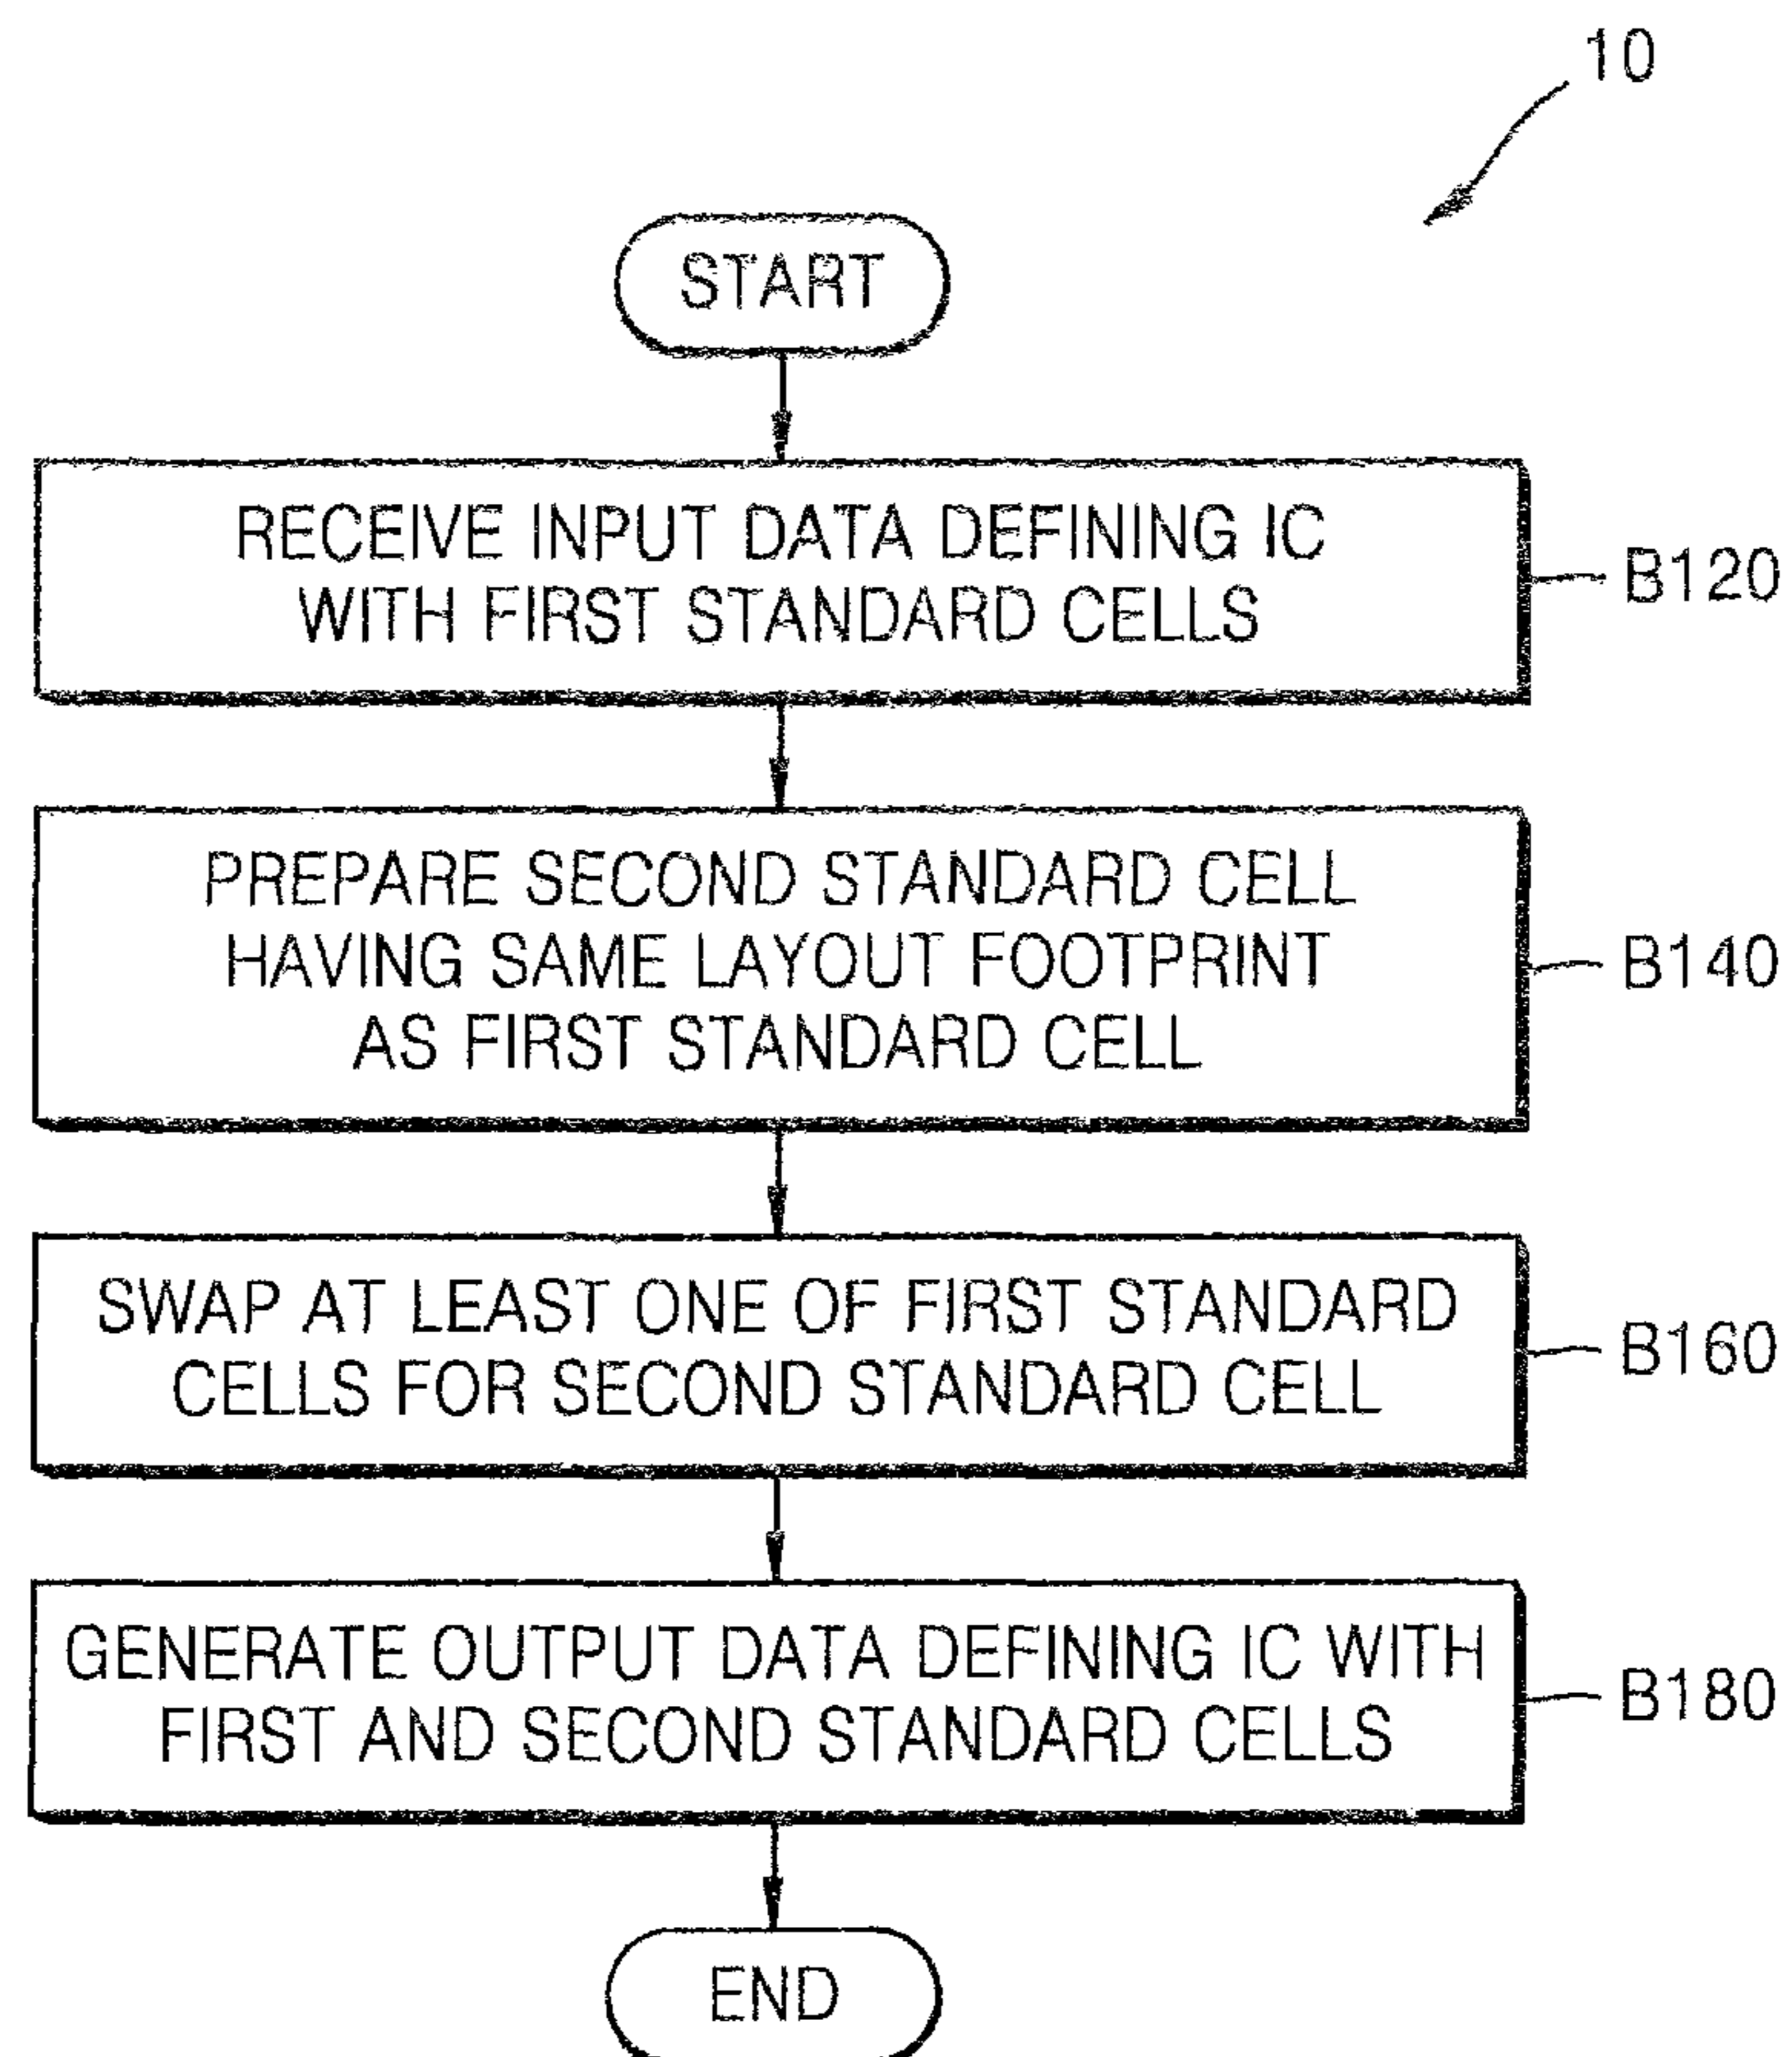 10
START
RECEIVE INPUT DATA DEFINING IC
WITH FIRST STANDARD CELLS
B120
PREPARE SECOND STANDARD CELL
HAVING SAME LAYOUT FOOTPRINT
AS FIRST STANDARD CELL
B140
SWAP AT LEAST ONE OF FIRST STANDARD
CELLS FOR SECOND STANDARD CELL
B160
GENERATE OUTPUT DATA DEFINING IC WITH
FIRST AND SECOND STANDARD CELLS
B180
END